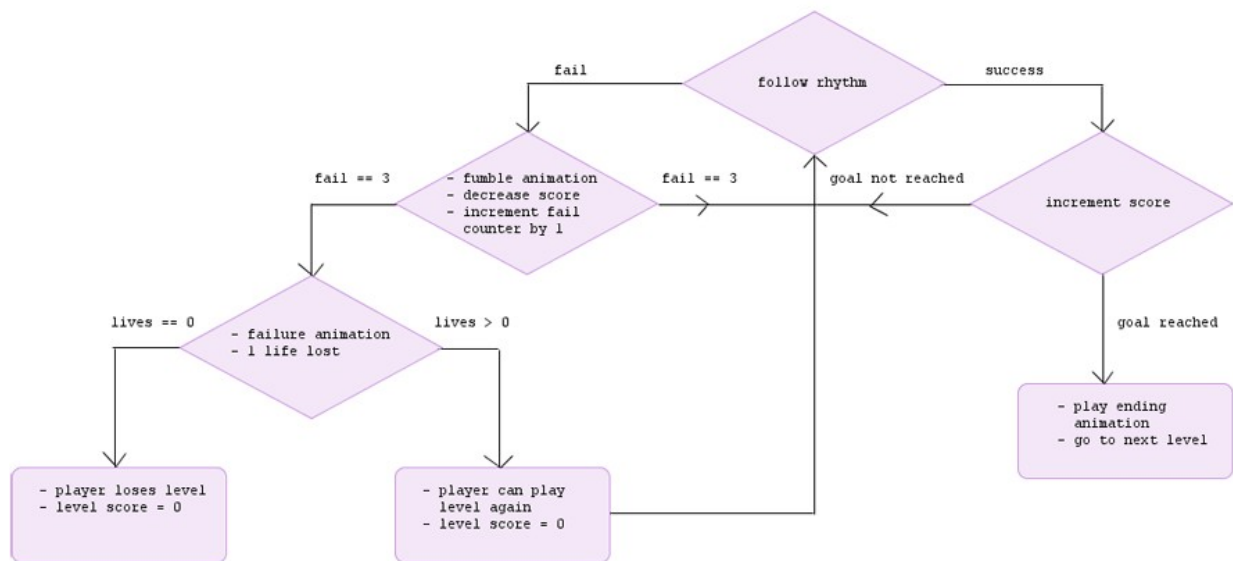 follow rhythm
fail
success
fail == 3
- fumble animation
- decrease score
- increment fail
counter by 1
fail == 3
goal not reached
increment score
lives == 0
- failure animation
- 1 life lost
lives > 0
goal reached
- play ending
animation
- go to next level
- player loses level
- level score = 0
- player can play
level again
- level score = 0